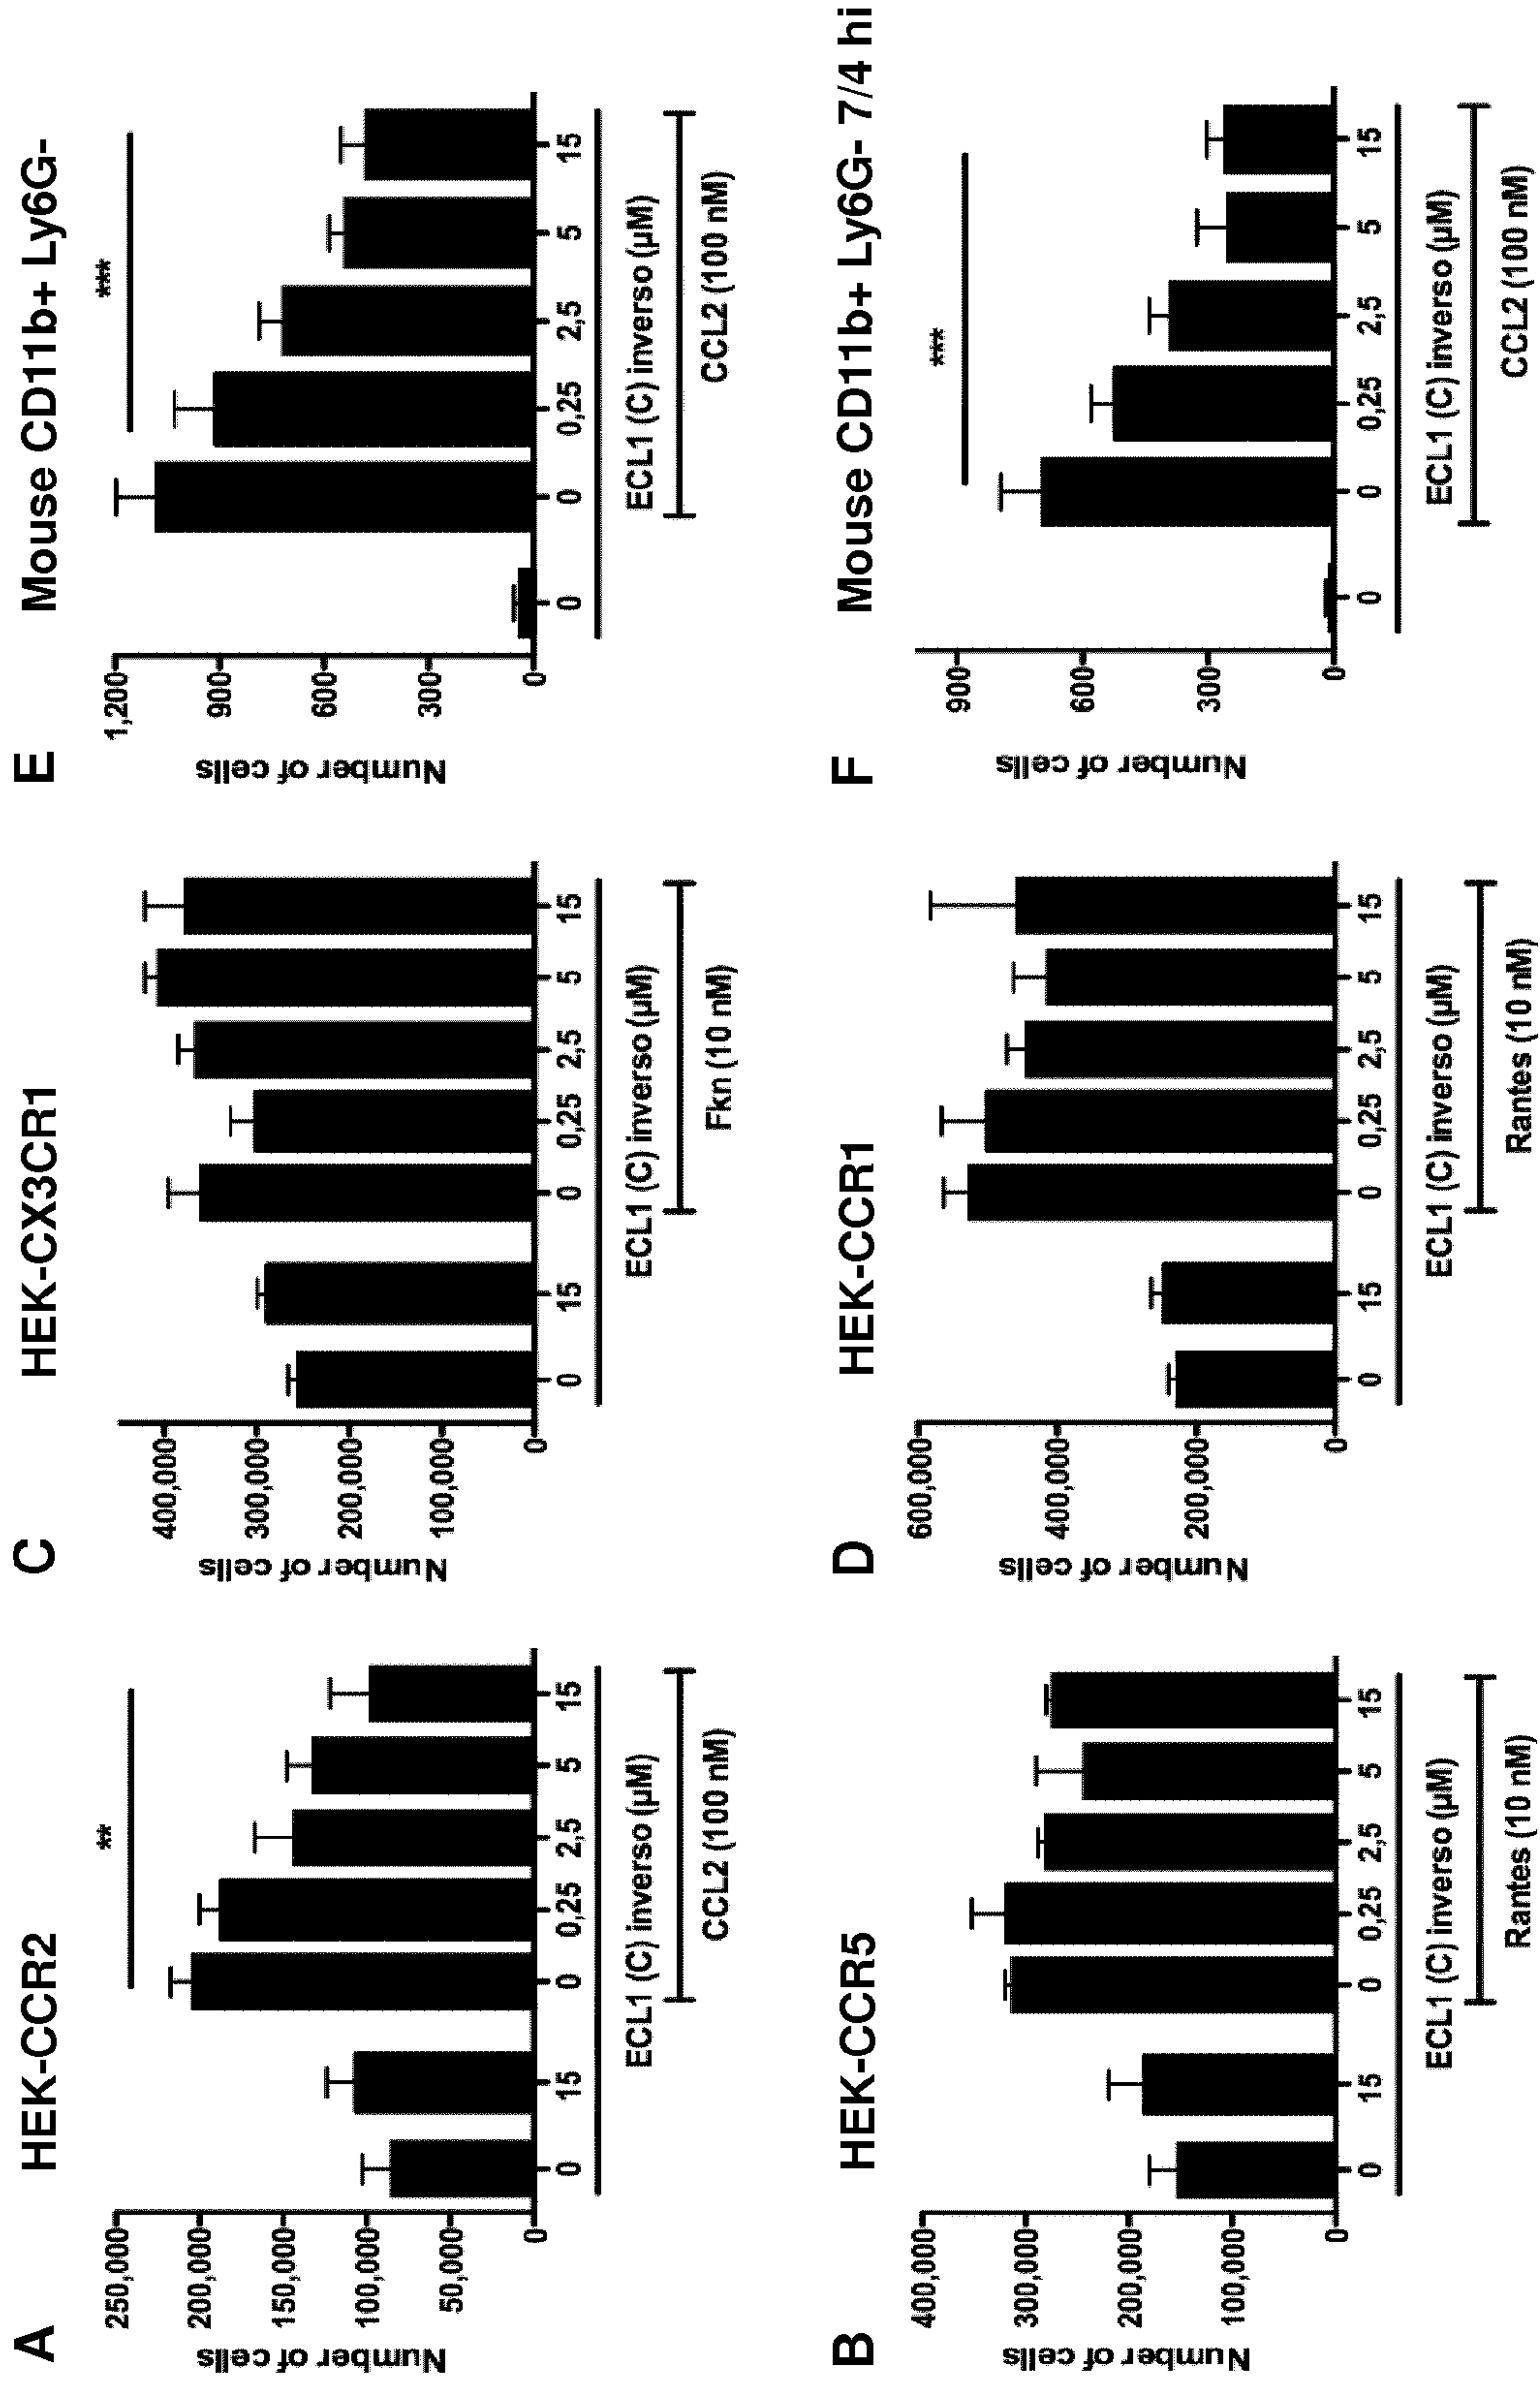 A HEK-CCR2
Number of cells
250,000
200,000
150,000
100,000
50,000
0
**
0 15 0 0,25 2,5 5 15
ECL1 (C) inverso (µM)
CCL2 (100 nM)
B HEK-CCR5
Number of cells
400,000
300,000
200,000
100,000
0
0 15 0 0,25 2,5 5 15
ECL1 (C) inverso (µM)
Rantes (10 nM)
C HEK-CX3CR1
Number of cells
400,000
300,000
200,000
100,000
0
0 15 0 0,25 2,5 5 15
ECL1 (C) inverso (µM)
Fkn (10 nM)
D HEK-CCR1
Number of cells
600,000
400,000
200,000
0
0 15 0 0,25 2,5 5 15
ECL1 (C) inverso (µM)
Rantes (10 nM)
E Mouse CD11b+ Ly6G-
Number of cells
1,200
900
600
300
0
***
0 0 0,25 2,5 5 15
ECL1 (C) inverso (µM)
CCL2 (100 nM)
F Mouse CD11b+ Ly6G- 7/4 hi
Number of cells
900
600
300
0
***
0 0 0,25 2,5 5 15
ECL1 (C) inverso (µM)
CCL2 (100 nM)